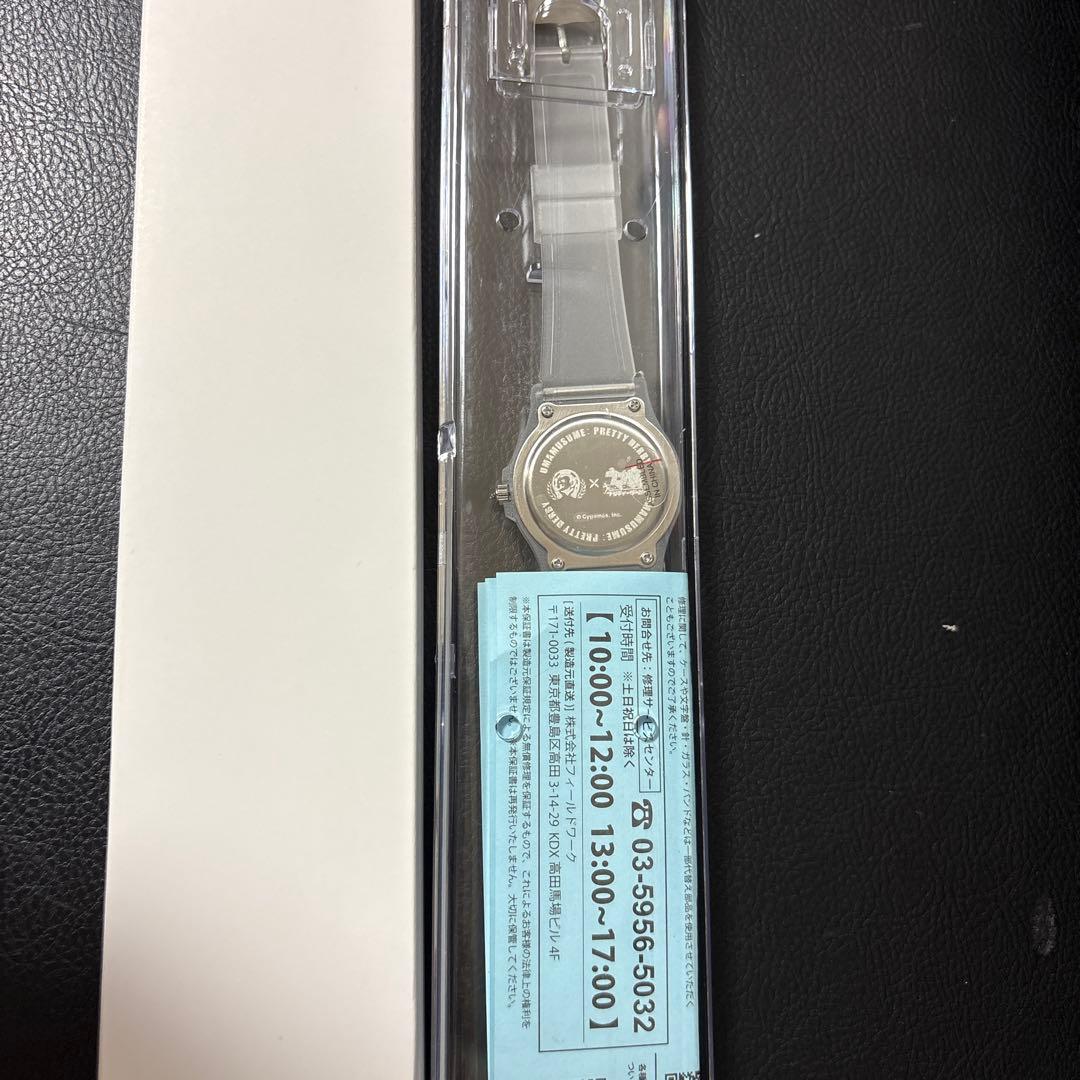 UMAMUSUME: PRETTY DERBY
×
© Cygames, Inc.
UMAMUSUME: PRETTY DERBY
IN CHINA
修理に関して、ケースや文字盤・針・ガラス・バンドなどは一部代替え部品を使用させていただく
こともございますのでご了承ください。
お問合せ先:修理サービスセンター ☎ 03-5956-5032
受付時間 ※土日祝日は除く
【 10:00~12:00 13:00~17:00 】
[送付先(製造元直送)] 株式会社フィールドワーク
〒171-0033 東京都豊島区高田 3-14-29 KDX 高田馬場ビル 4F
※本保証書は製造元保証規定による無償修理を保証するもので、これによるお客様の法律上の権利を
制限するものではございません。※本保証書は再発行いたしません。大切に保管してください。
各種
つい